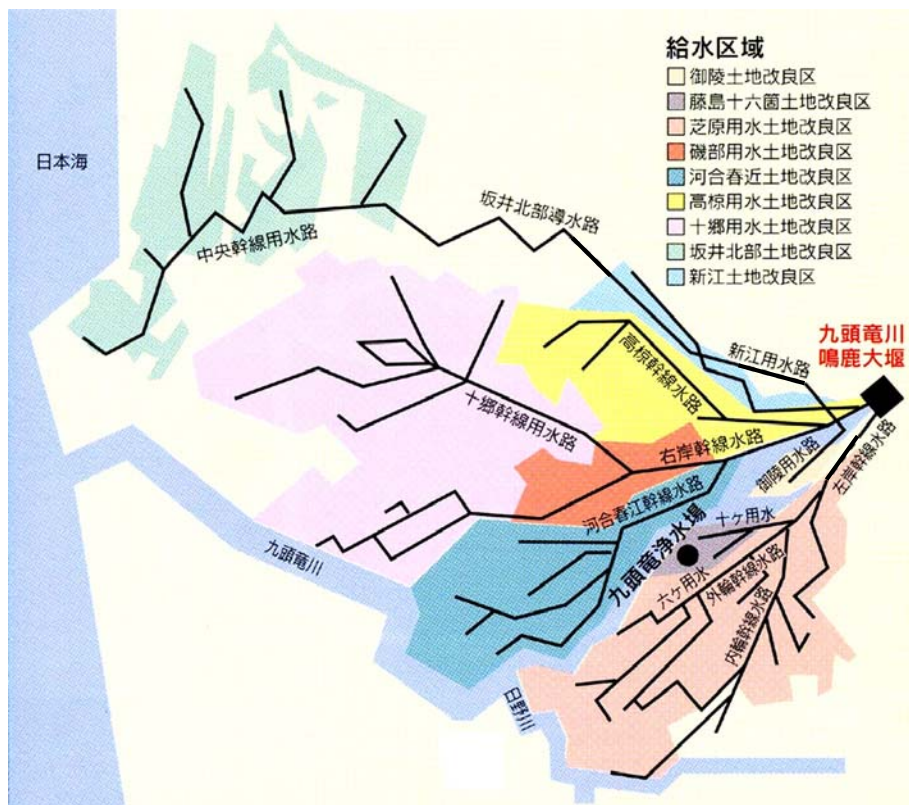 給水区域
御陵土地改良区
藤島十六箇土地改良区
芝原用水土地改良区
磯部用水土地改良区
河合春近土地改良区
高椋用水土地改良区
十郷用水土地改良区
坂井北部土地改良区
新江土地改良区
日本海
坂井北部導水路
中央幹線用水路
九頭竜川
鳴鹿大堰
新江用水路
高椋幹線水路
十郷幹線用水路
右岸幹線水路
御陵用水路
左岸幹線水路
河合春江幹線水路
十ケ用水
九頭竜浄水場
九頭竜川
六ケ用水
外輪幹線水路
内輪幹線水路
日野川